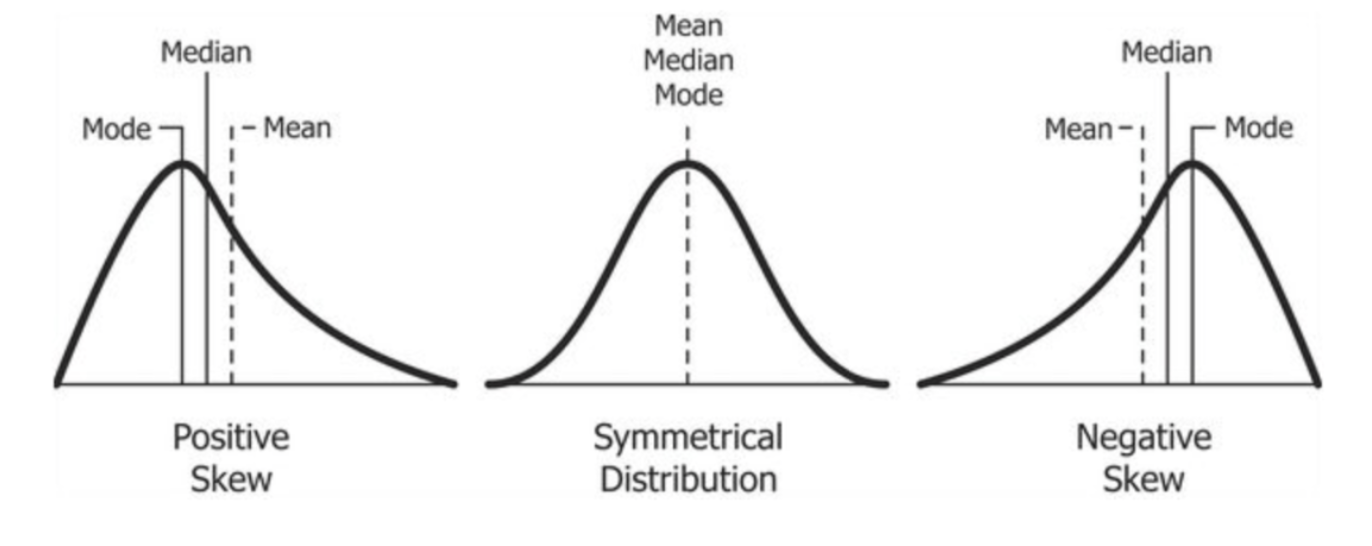 Median
Mode
Mean
Positive
Skew
Mean
Median
Mode
Symmetrical
Distribution
Median
Mean
Mode
Negative
Skew